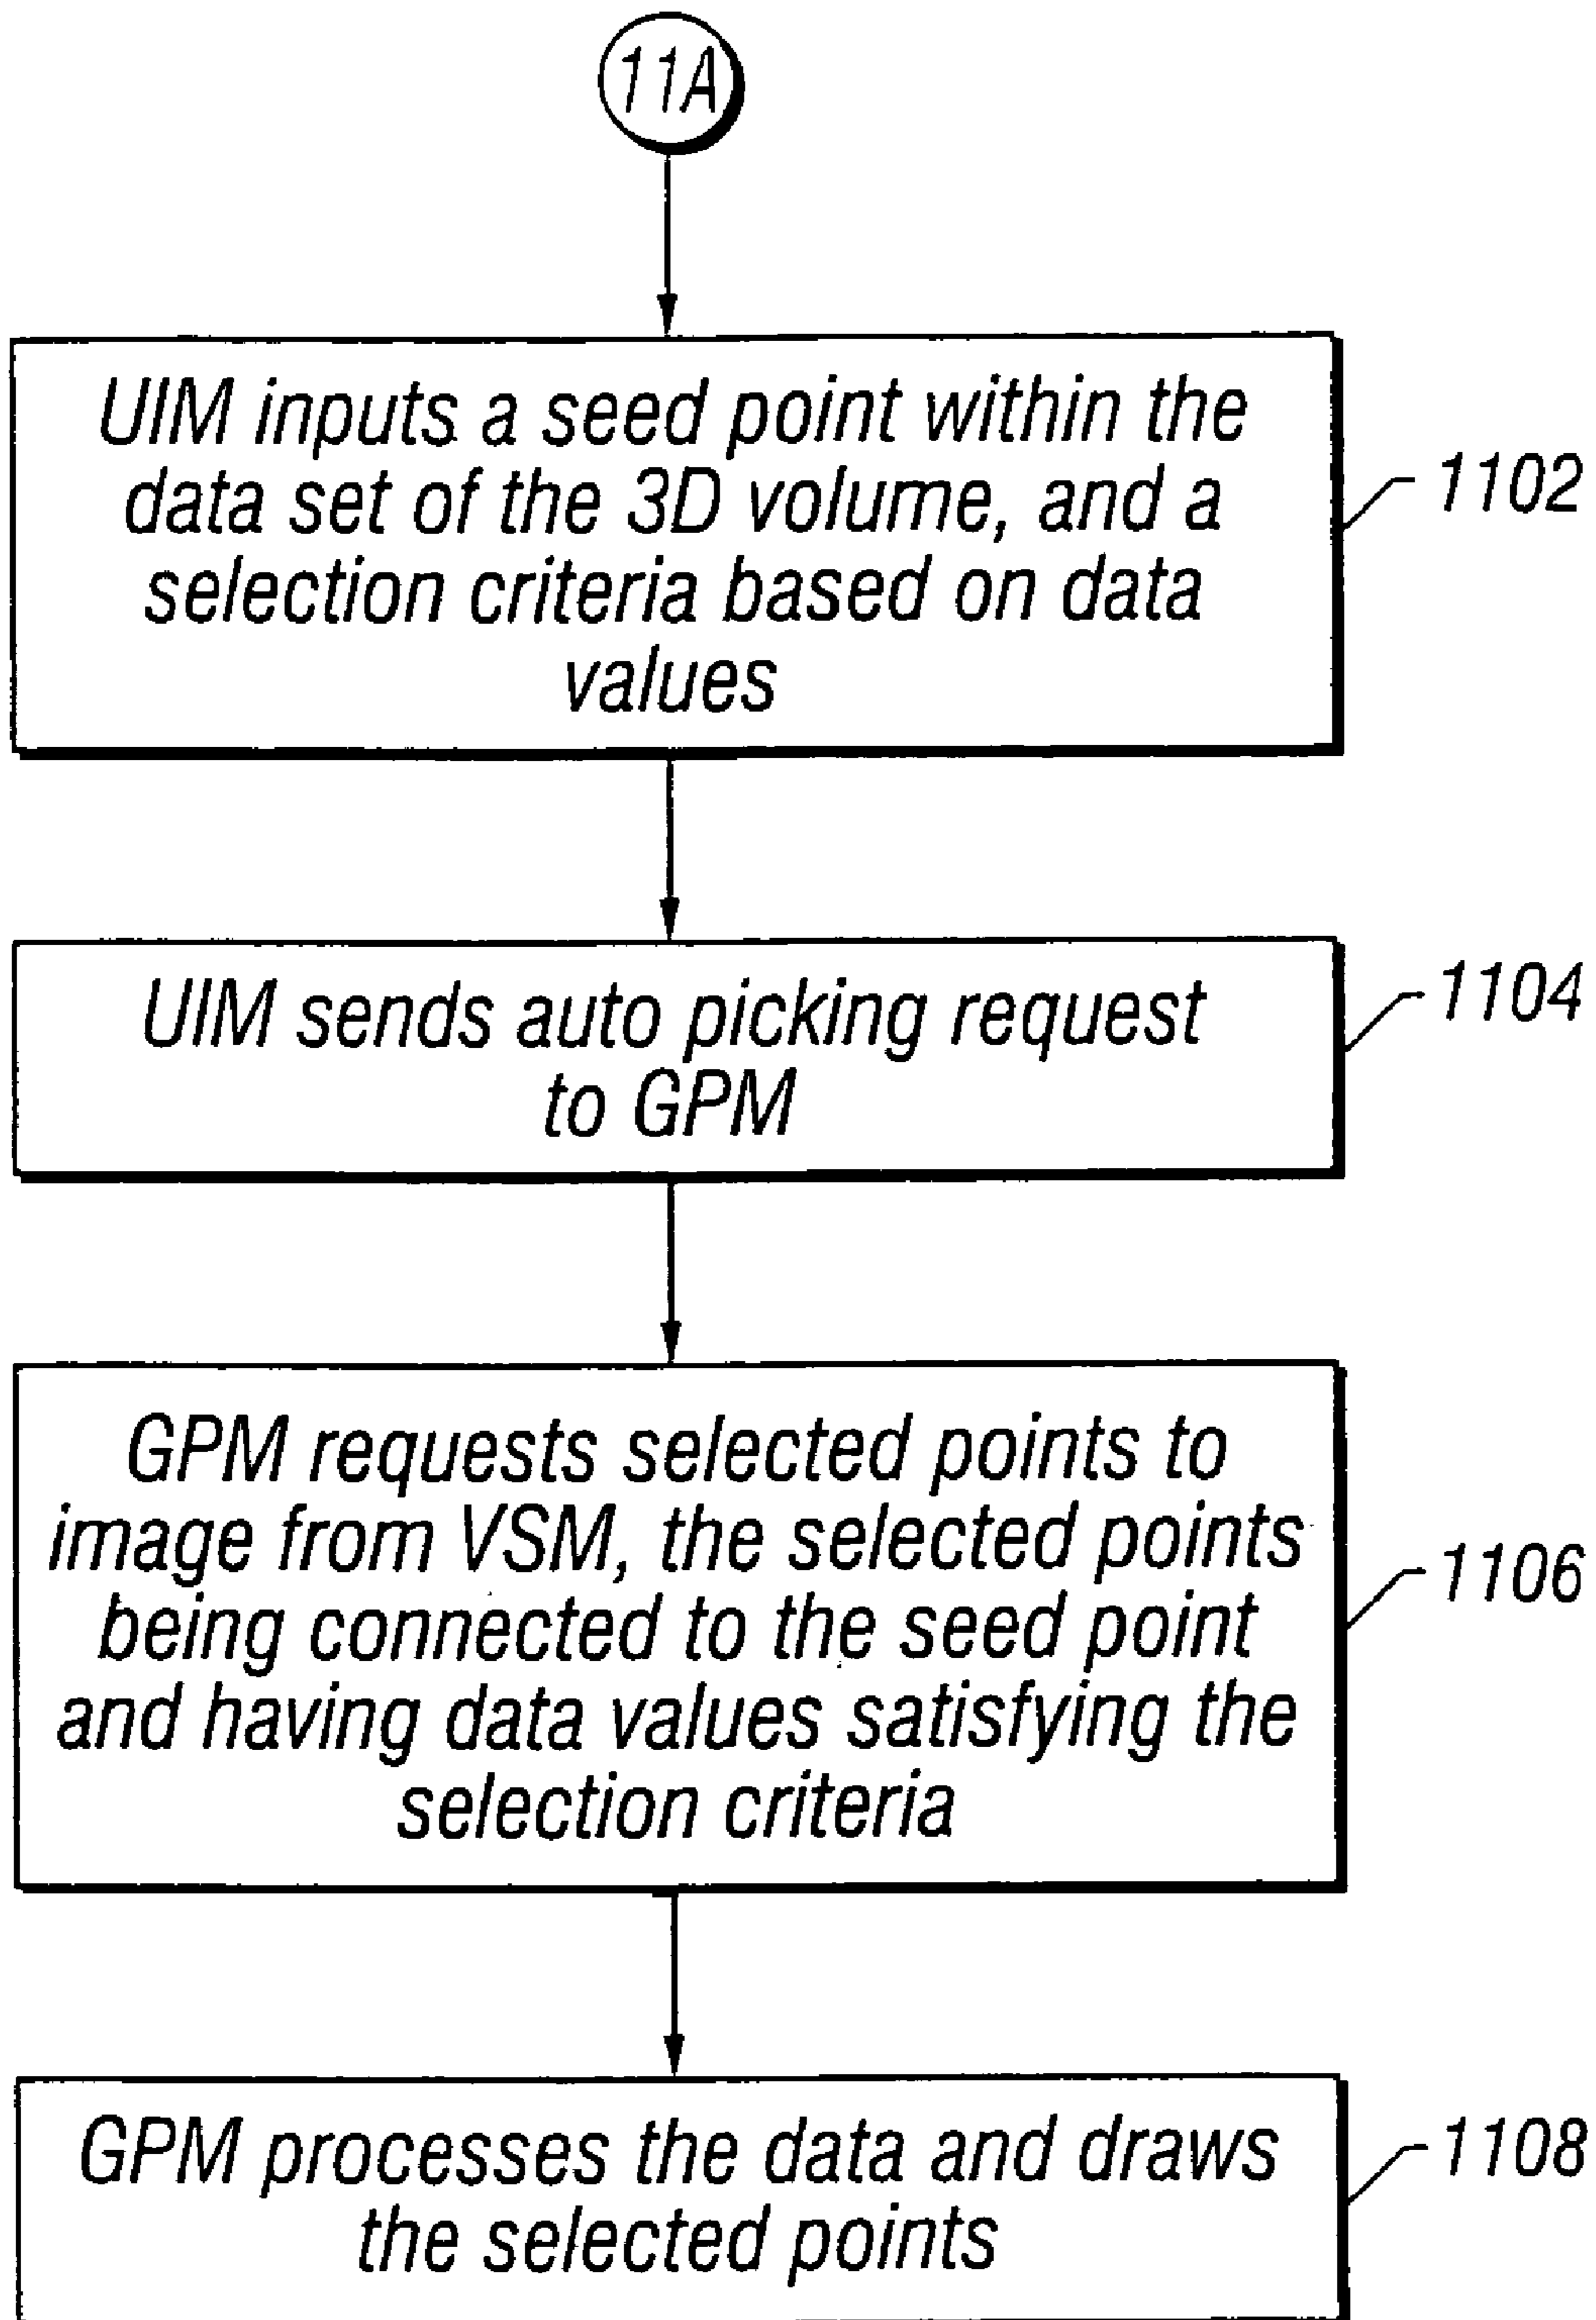 11A
UIM inputs a seed point within the
data set of the 3D volume, and a
selection criteria based on data
values
1102
UIM sends auto picking request
to GPM
1104
GPM requests selected points to
image from VSM, the selected points
being connected to the seed point
and having data values satisfying the
selection criteria
1106
GPM processes the data and draws
the selected points
1108